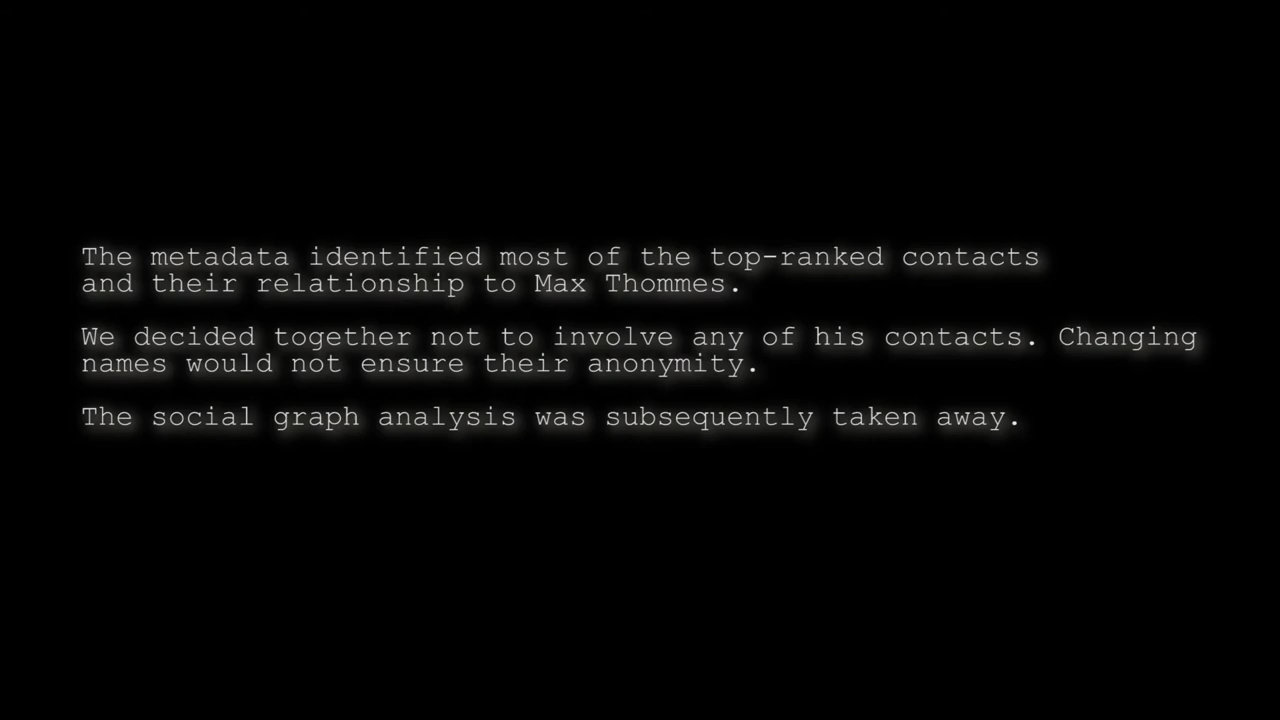 The metadata identified most of the top-ranked contacts
and their relationship to Max Thommes.
We decided together not to involve any of his contacts. Changing
names would not ensure their anonymity.
The social graph analysis was subsequently taken away.